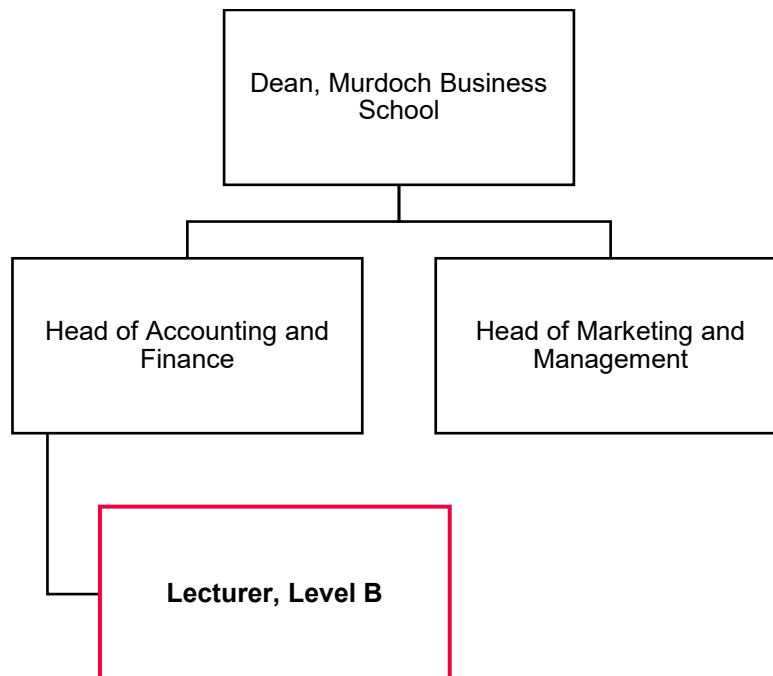 Dean, Murdoch Business
School
Head of Accounting and
Finance
Head of Marketing and
Management
Lecturer, Level B